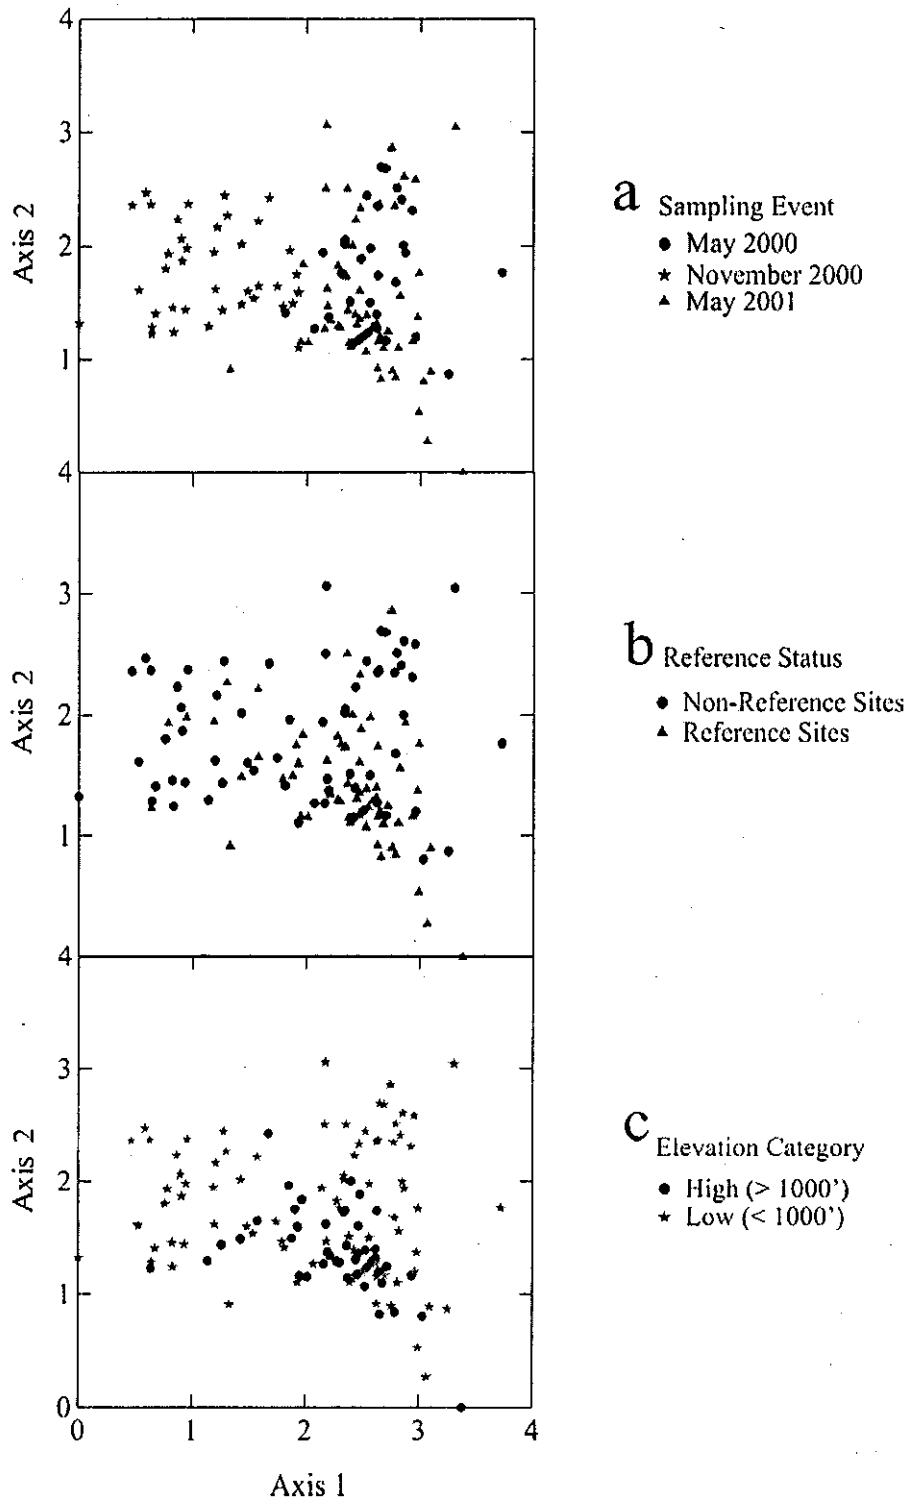 4
3
2
1
Axis 2
a Sampling Event
May 2000
November 2000
May 2001
4
3
2
1
Axis 2
b Reference Status
Non-Reference Sites
Reference Sites
4
3
2
1
0
Axis 2
c Elevation Category
High (> 1000')
Low (< 1000')
0 1 2 3 4
Axis 1